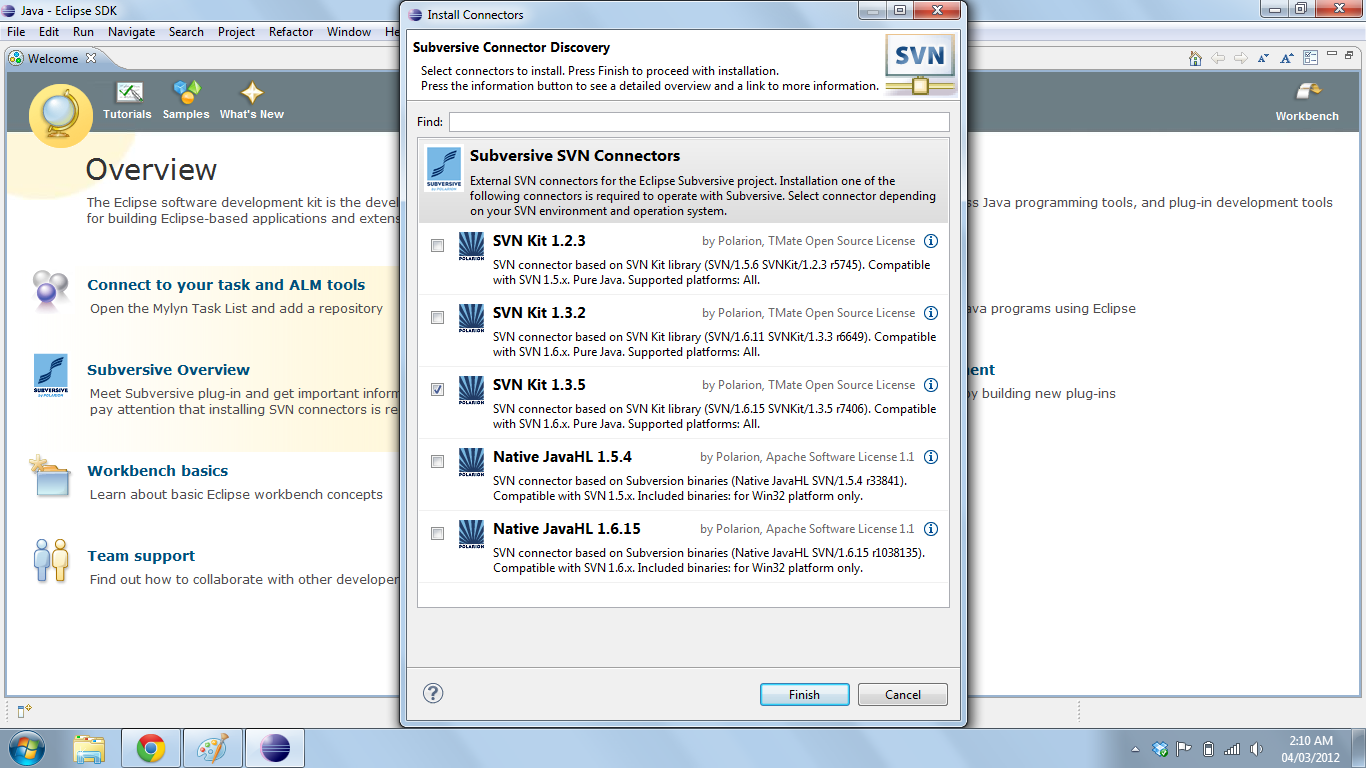 Java - Eclipse SDK
File Edit Run Navigate Search Project Refactor Window He
Welcome
Tutorials Samples What's New
Workbench
Overview
The Eclipse software development kit is the devel
s Java programming tools, and plug-in development tools
for building Eclipse-based applications and extens
Connect to your task and ALM tools
Open the Mylyn Task List and add a repository
ava programs using Eclipse
Subversive Overview
ment
Meet Subversive plug-in and get important inform
by building new plug-ins
pay attention that installing SVN connectors is re
SUBVERSIVE
by POLARION
Workbench basics
Learn about basic Eclipse workbench concepts
Team support
Find out how to collaborate with other developer
Install Connectors
Subversive Connector Discovery
Select connectors to install. Press Finish to proceed with installation.
Press the information button to see a detailed overview and a link to more information.
SVN
Find:
SUBVERSIVE
by POLARION
Subversive SVN Connectors
External SVN connectors for the Eclipse Subversive project. Installation one of the
following connectors is required to operate with Subversive. Select connector depending
on your SVN environment and operation system.
POLARION
SVN Kit 1.2.3 by Polarion, TMate Open Source License
SVN connector based on SVN Kit library (SVN/1.5.6 SVNKit/1.2.3 r5745). Compatible
with SVN 1.5.x. Pure Java. Supported platforms: All.
POLARION
SVN Kit 1.3.2 by Polarion, TMate Open Source License
SVN connector based on SVN Kit library (SVN/1.6.11 SVNKit/1.3.3 r6649). Compatible
with SVN 1.6.x. Pure Java. Supported platforms: All.
POLARION
SVN Kit 1.3.5 by Polarion, TMate Open Source License
SVN connector based on SVN Kit library (SVN/1.6.15 SVNKit/1.3.5 r7406). Compatible
with SVN 1.6.x. Pure Java. Supported platforms: All.
POLARION
Native JavaHL 1.5.4 by Polarion, Apache Software License 1.1
SVN connector based on Subversion binaries (Native JavaHL SVN/1.5.4 r33841).
Compatible with SVN 1.5.x. Included binaries: for Win32 platform only.
POLARION
Native JavaHL 1.6.15 by Polarion, Apache Software License 1.1
SVN connector based on Subversion binaries (Native JavaHL SVN/1.6.15 r1038135).
Compatible with SVN 1.6.x. Included binaries: for Win32 platform only.
Finish Cancel
2:10 AM
04/03/2012